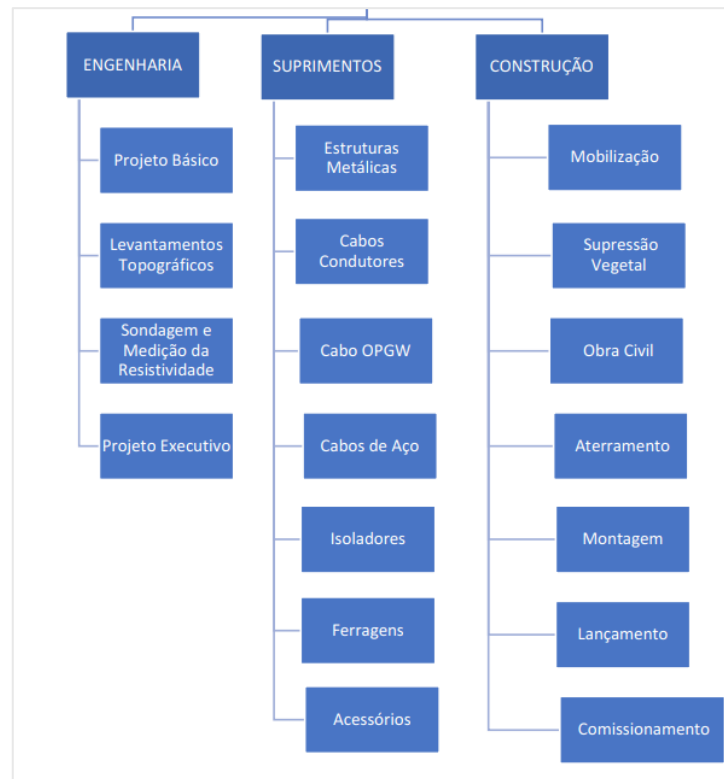 ENGENHARIA
Projeto Básico
Levantamentos
Topográficos
Sondagem e
Medição da
Resistividade
Projeto Executivo
SUPRIMENTOS
Estruturas
Metálicas
Cabos
Condutores
Cabo OPGW
Cabos de Aço
Isoladores
Ferragens
Acessórios
CONSTRUÇÃO
Mobilização
Supressão
Vegetal
Obra Civil
Aterramento
Montagem
Lançamento
Comissionamento